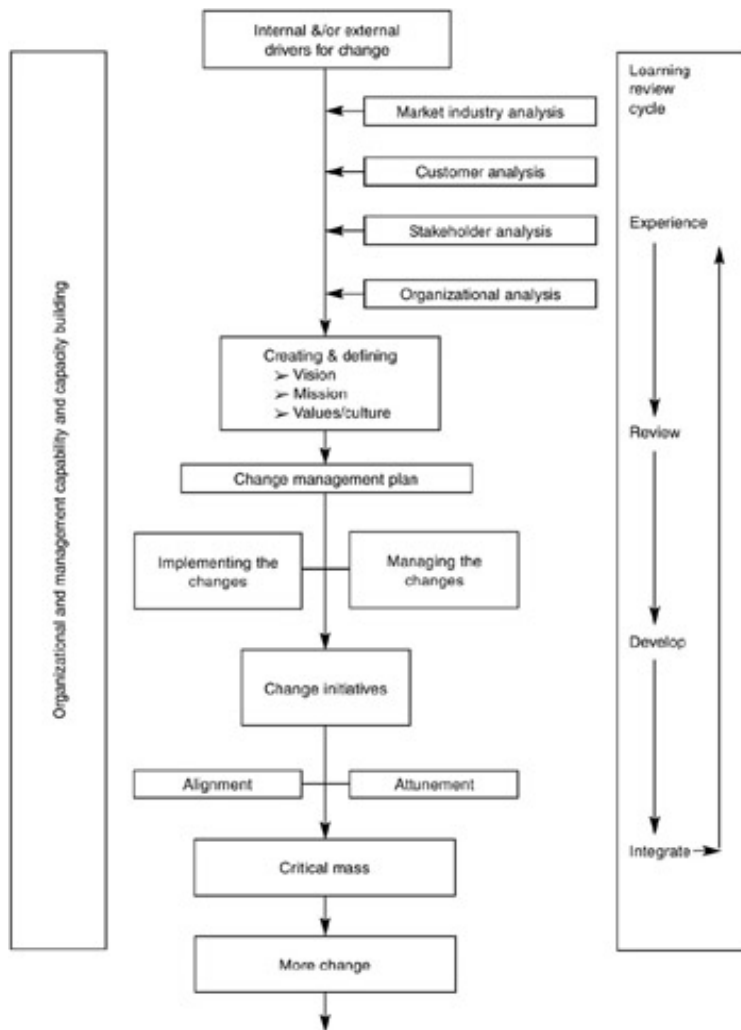 Internal &/or external
drivers for change
Market industry analysis
Customer analysis
Stakeholder analysis
Organizational analysis
Creating & defining
➢ Vision
➢ Mission
➢ Values/culture
Change management plan
Implementing the
changes
Managing the
changes
Change initiatives
Alignment
Attunement
Critical mass
More change
Organizational and management capability and capacity building
Loarning
review
cycle
Experience
Review
Develop
Integrate